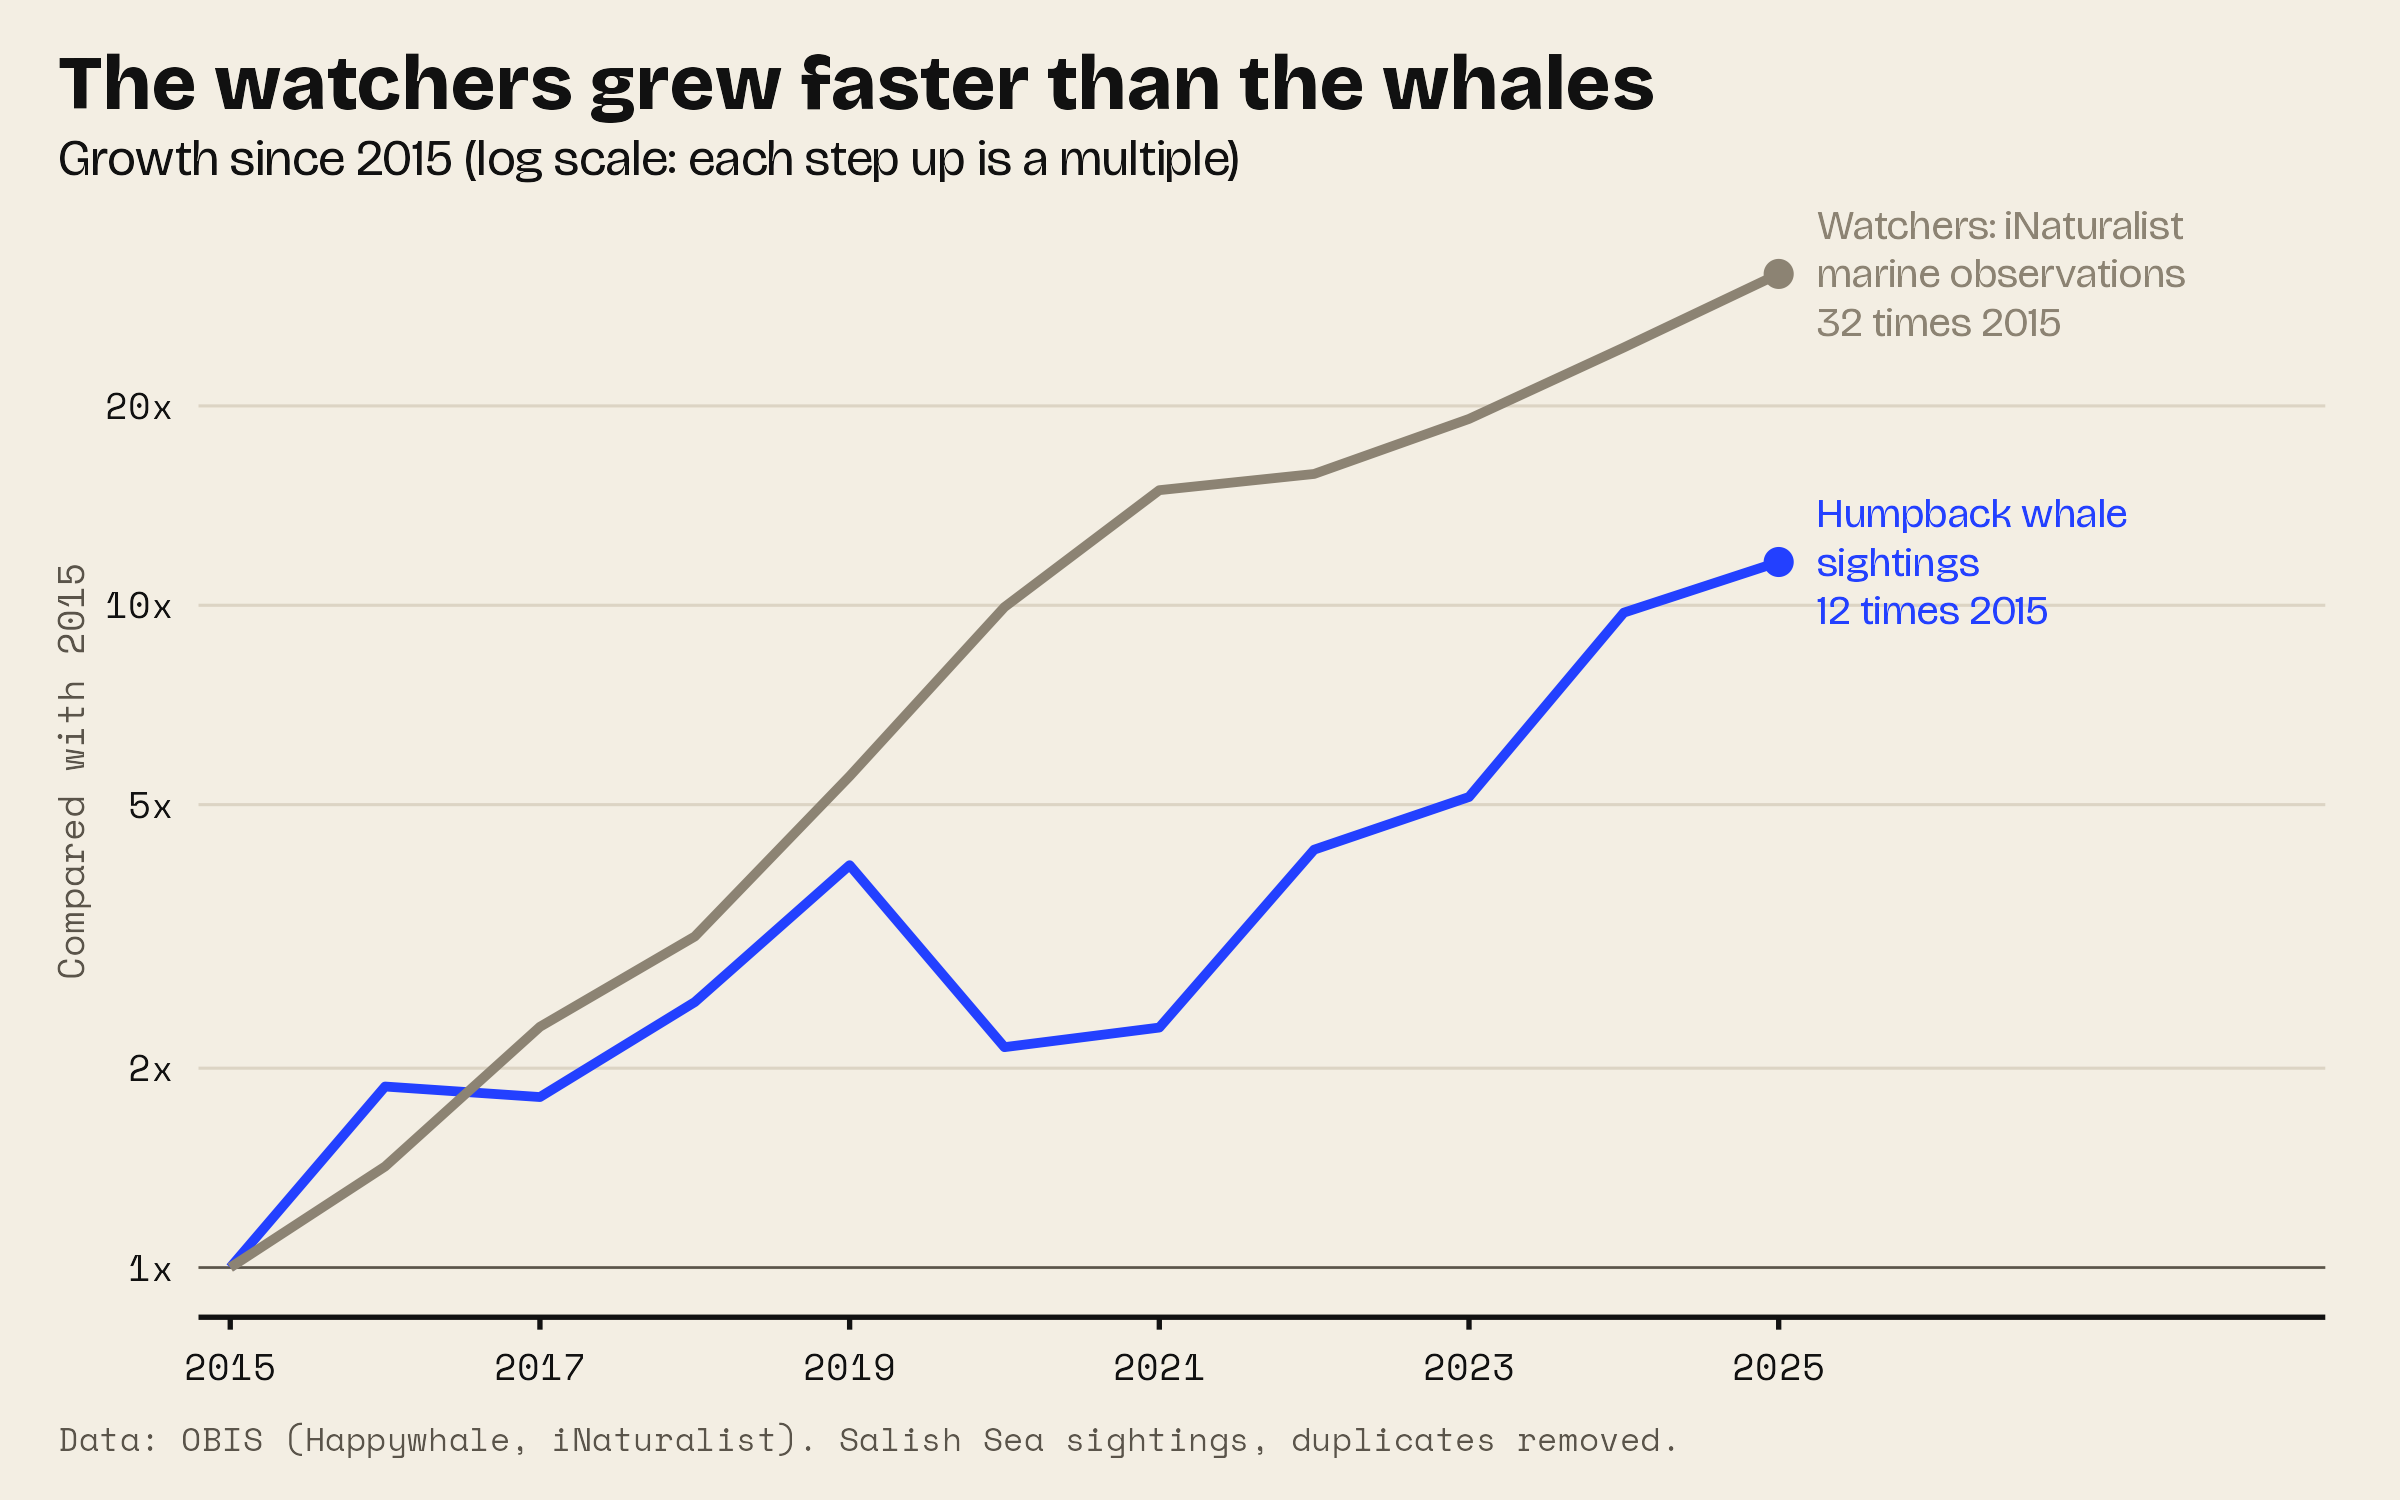 The watchers grew faster than the whales
Growth since 2015 (log scale: each step up is a multiple)
Watchers: iNaturalist
marine observations
32 times 2015
Humpback whale
sightings
12 times 2015
Compared with 2015
20x
10x
5x
2x
1x
2015 2017 2019 2021 2023 2025
Data: OBIS (Happywhale, iNaturalist). Salish Sea sightings, duplicates removed.